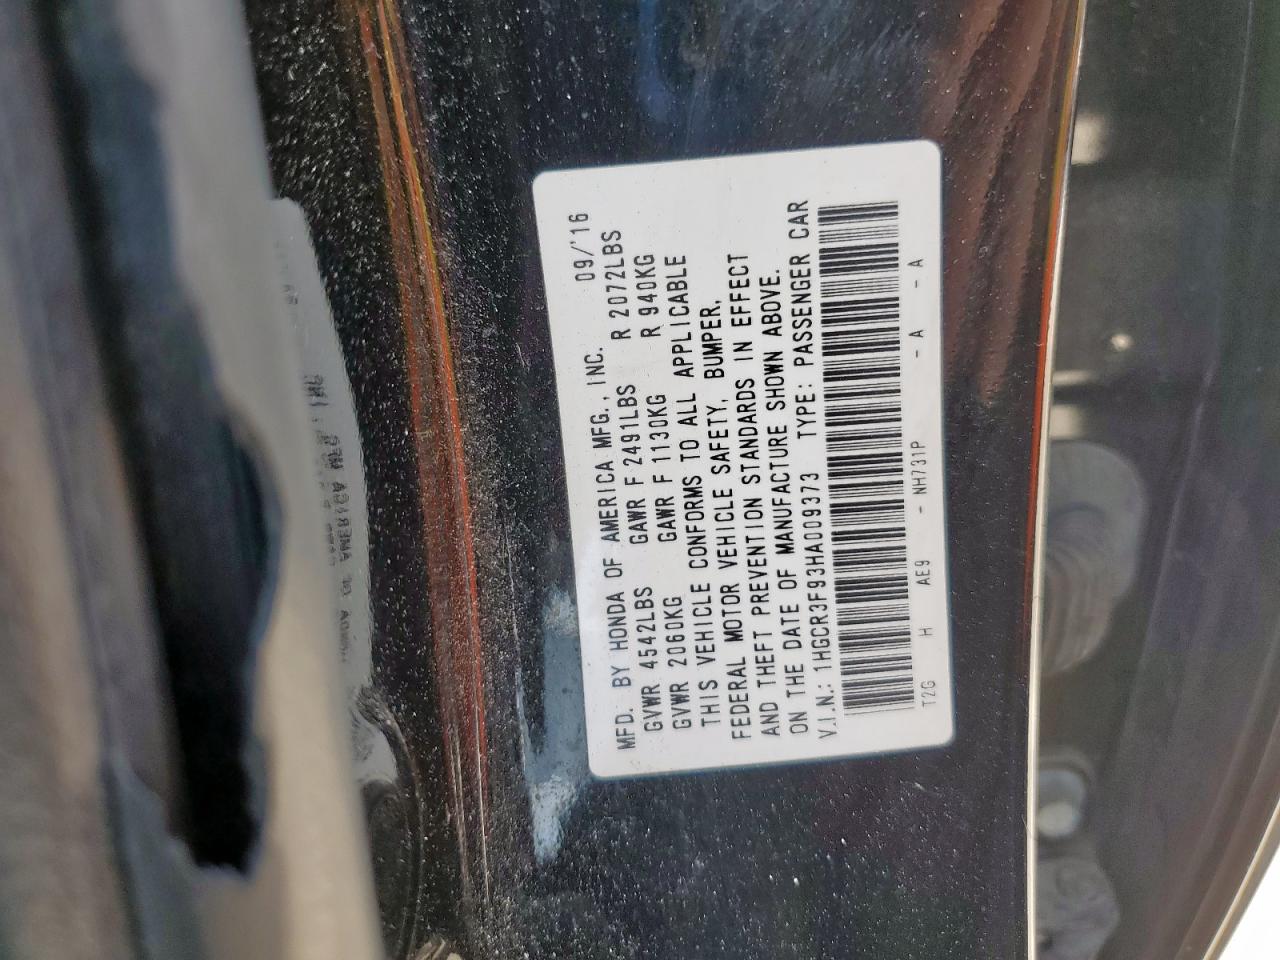 MFD. BY HONDA OF AMERICA MFG., INC. 09/'16
GVWR 4542LBS GAWR F 2491LBS R 2072LBS
GVWR 2060KG GAWR F 1130KG R 940KG
THIS VEHICLE CONFORMS TO ALL APPLICABLE
FEDERAL MOTOR VEHICLE SAFETY, BUMPER,
AND THEFT PREVENTION STANDARDS IN EFFECT
ON THE DATE OF MANUFACTURE SHOWN ABOVE.
V.I.N.: 1HGCR3F93HA009373 TYPE: PASSENGER CAR
T2G H AE9 - NH731P - A - A